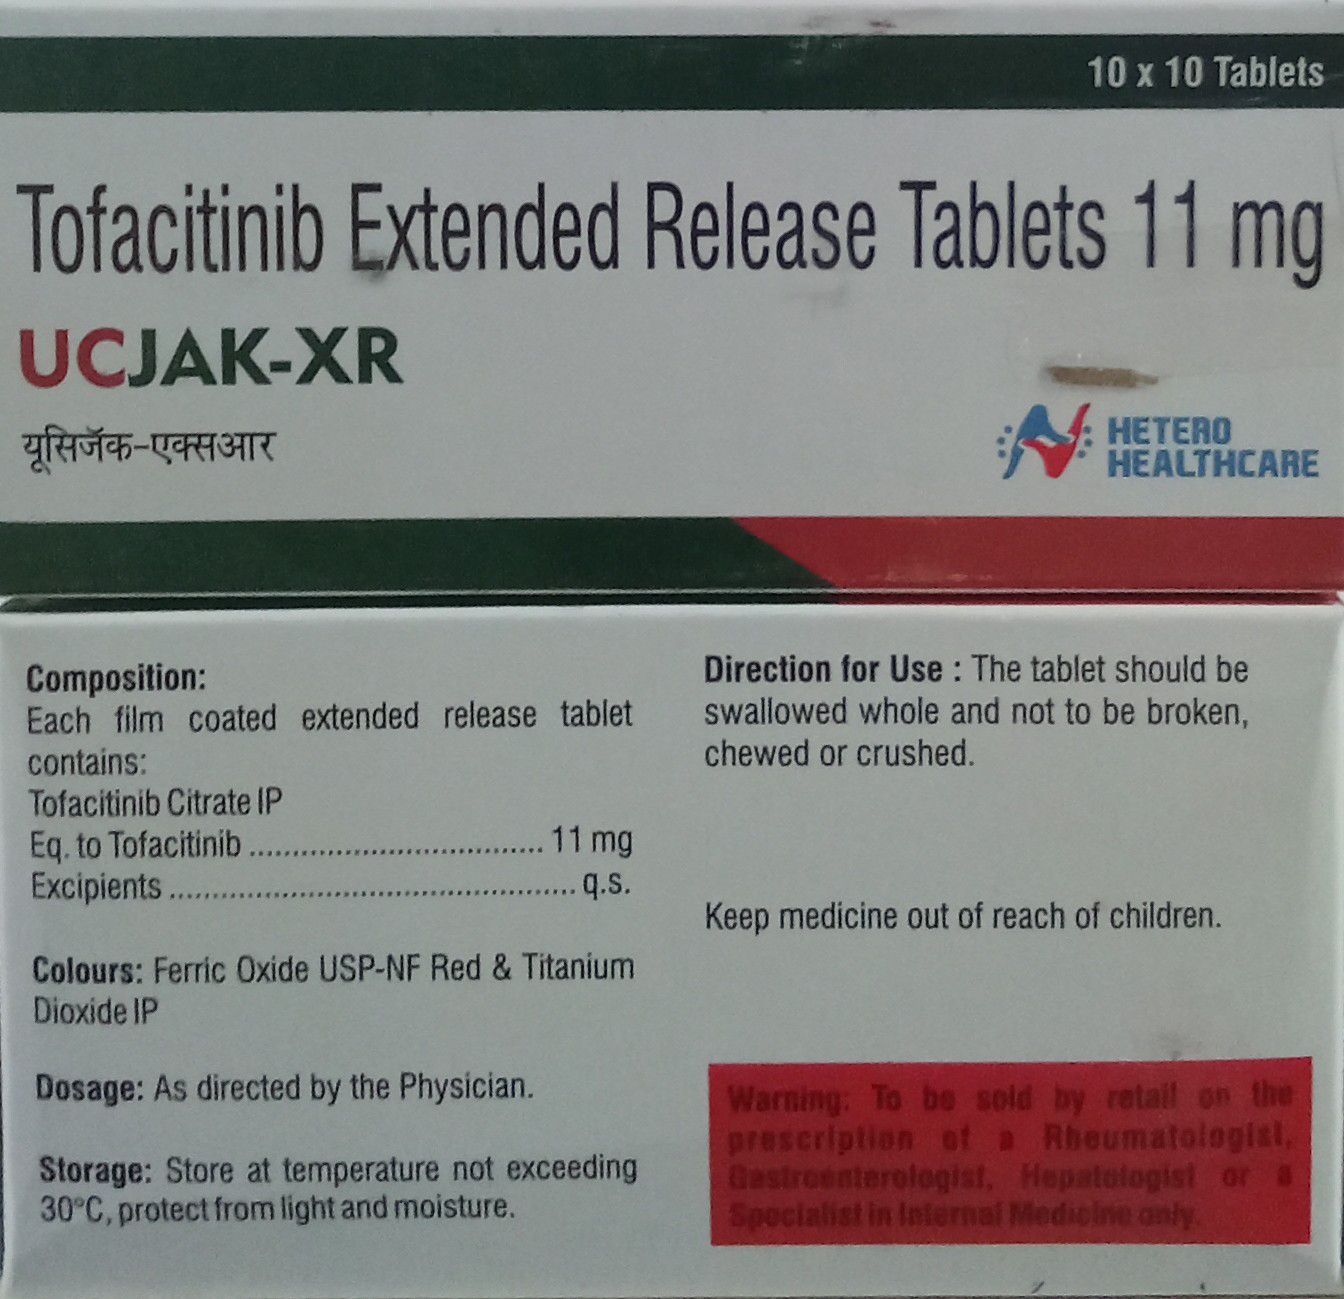 10 x 10 Tablets
Tofacitinib Extended Release Tablets 11 mg
UCJAK-XR
यूसिजॅक-एक्सआर
HETERO
HEALTHCARE
Composition:
Each film coated extended release tablet
contains:
Tofacitinib Citrate IP
Eq. to Tofacitinib .................................. 11 mg
Excipients ............................................... q.s.
Colours: Ferric Oxide USP-NF Red & Titanium
Dioxide IP
Dosage: As directed by the Physician.
Storage: Store at temperature not exceeding
30°C, protect from light and moisture.
Direction for Use : The tablet should be
swallowed whole and not to be broken,
chewed or crushed.
Keep medicine out of reach of children.
Warning: To be sold by retail on the
prescription of a Rheumatologist,
Gastroenterologist, Hepatologist or a
Specialist in Internal Medicine only.